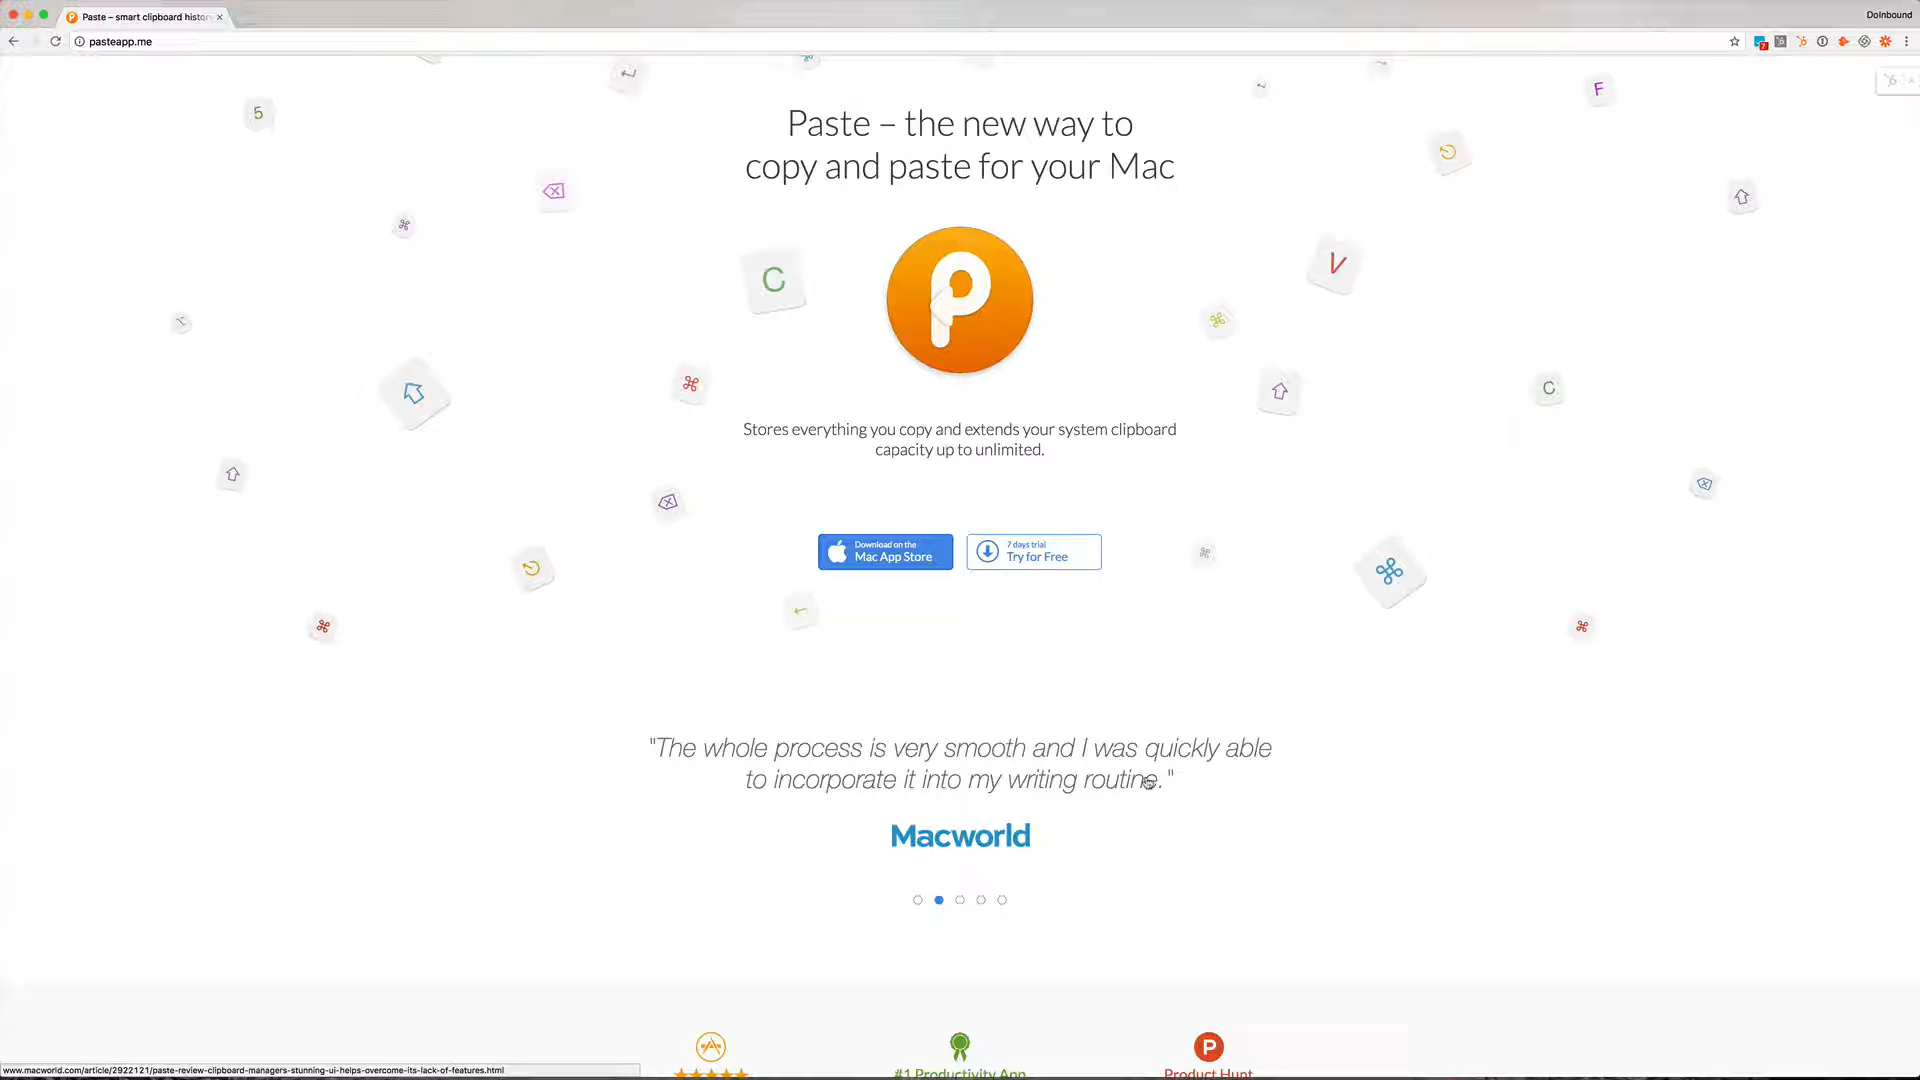 Paste – smart clipboard histor
DoInbound
pasteapp.me
7
5
F
Paste – the new way to
copy and paste for your Mac
C
V
C
Stores everything you copy and extends your system clipboard
capacity up to unlimited.
Download on the
Mac App Store
7 days trial
Try for Free
"The whole process is very smooth and I was quickly able
to incorporate it into my writing routine."
Macworld
#1 Productivity App
Product Hunt
www.macworld.com/article/2922121/paste-review-clipboard-managers-stunning-ui-helps-overcome-its-lack-of-features.html